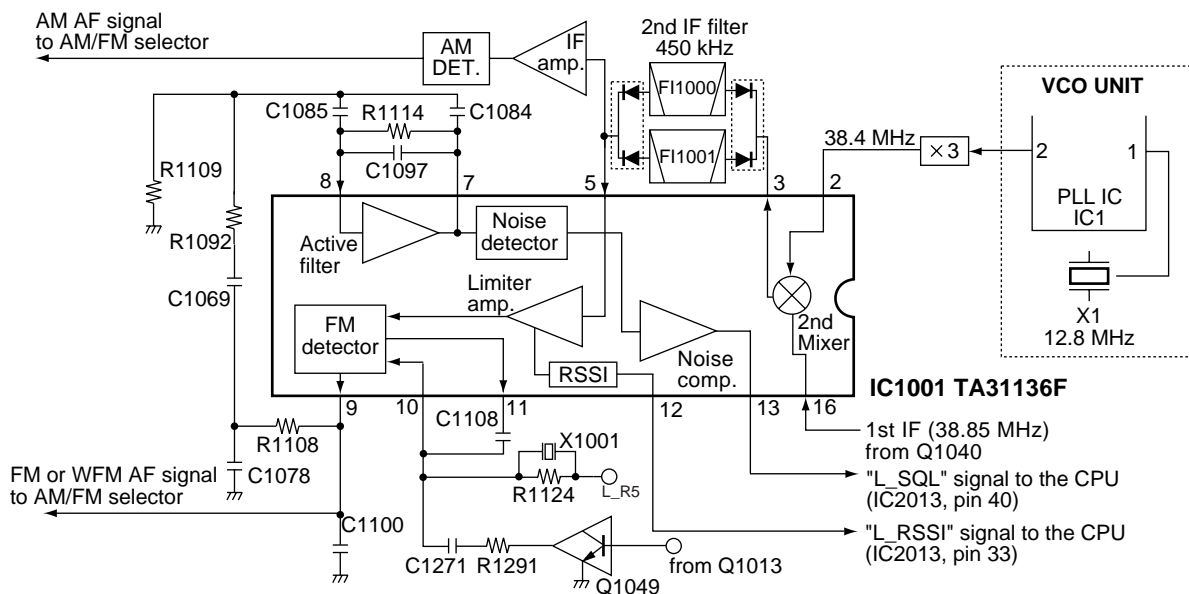 AM AF signal
to AM/FM selector
AM
DET.
IF
amp.
2nd IF filter
450 kHz
FI1000
FI1001
VCO UNIT
C1085
R1114
C1084
C1097
R1109
R1092
C1069
38.4 MHz
×3
2
1
PLL IC
IC1
X1
12.8 MHz
8
7
5
3
2
Active
filter
Noise
detector
Limiter
amp.
FM
detector
RSSI
Noise
comp.
2nd
Mixer
IC1001 TA31136F
9
10
11
12
13
16
C1108
R1108
C1078
X1001
R1124
L_R5
1st IF (38.85 MHz)
from Q1040
"L_SQL" signal to the CPU
(IC2013, pin 40)
"L_RSSI" signal to the CPU
(IC2013, pin 33)
FM or WFM AF signal
to AM/FM selector
C1100
C1271
R1291
Q1049
from Q1013